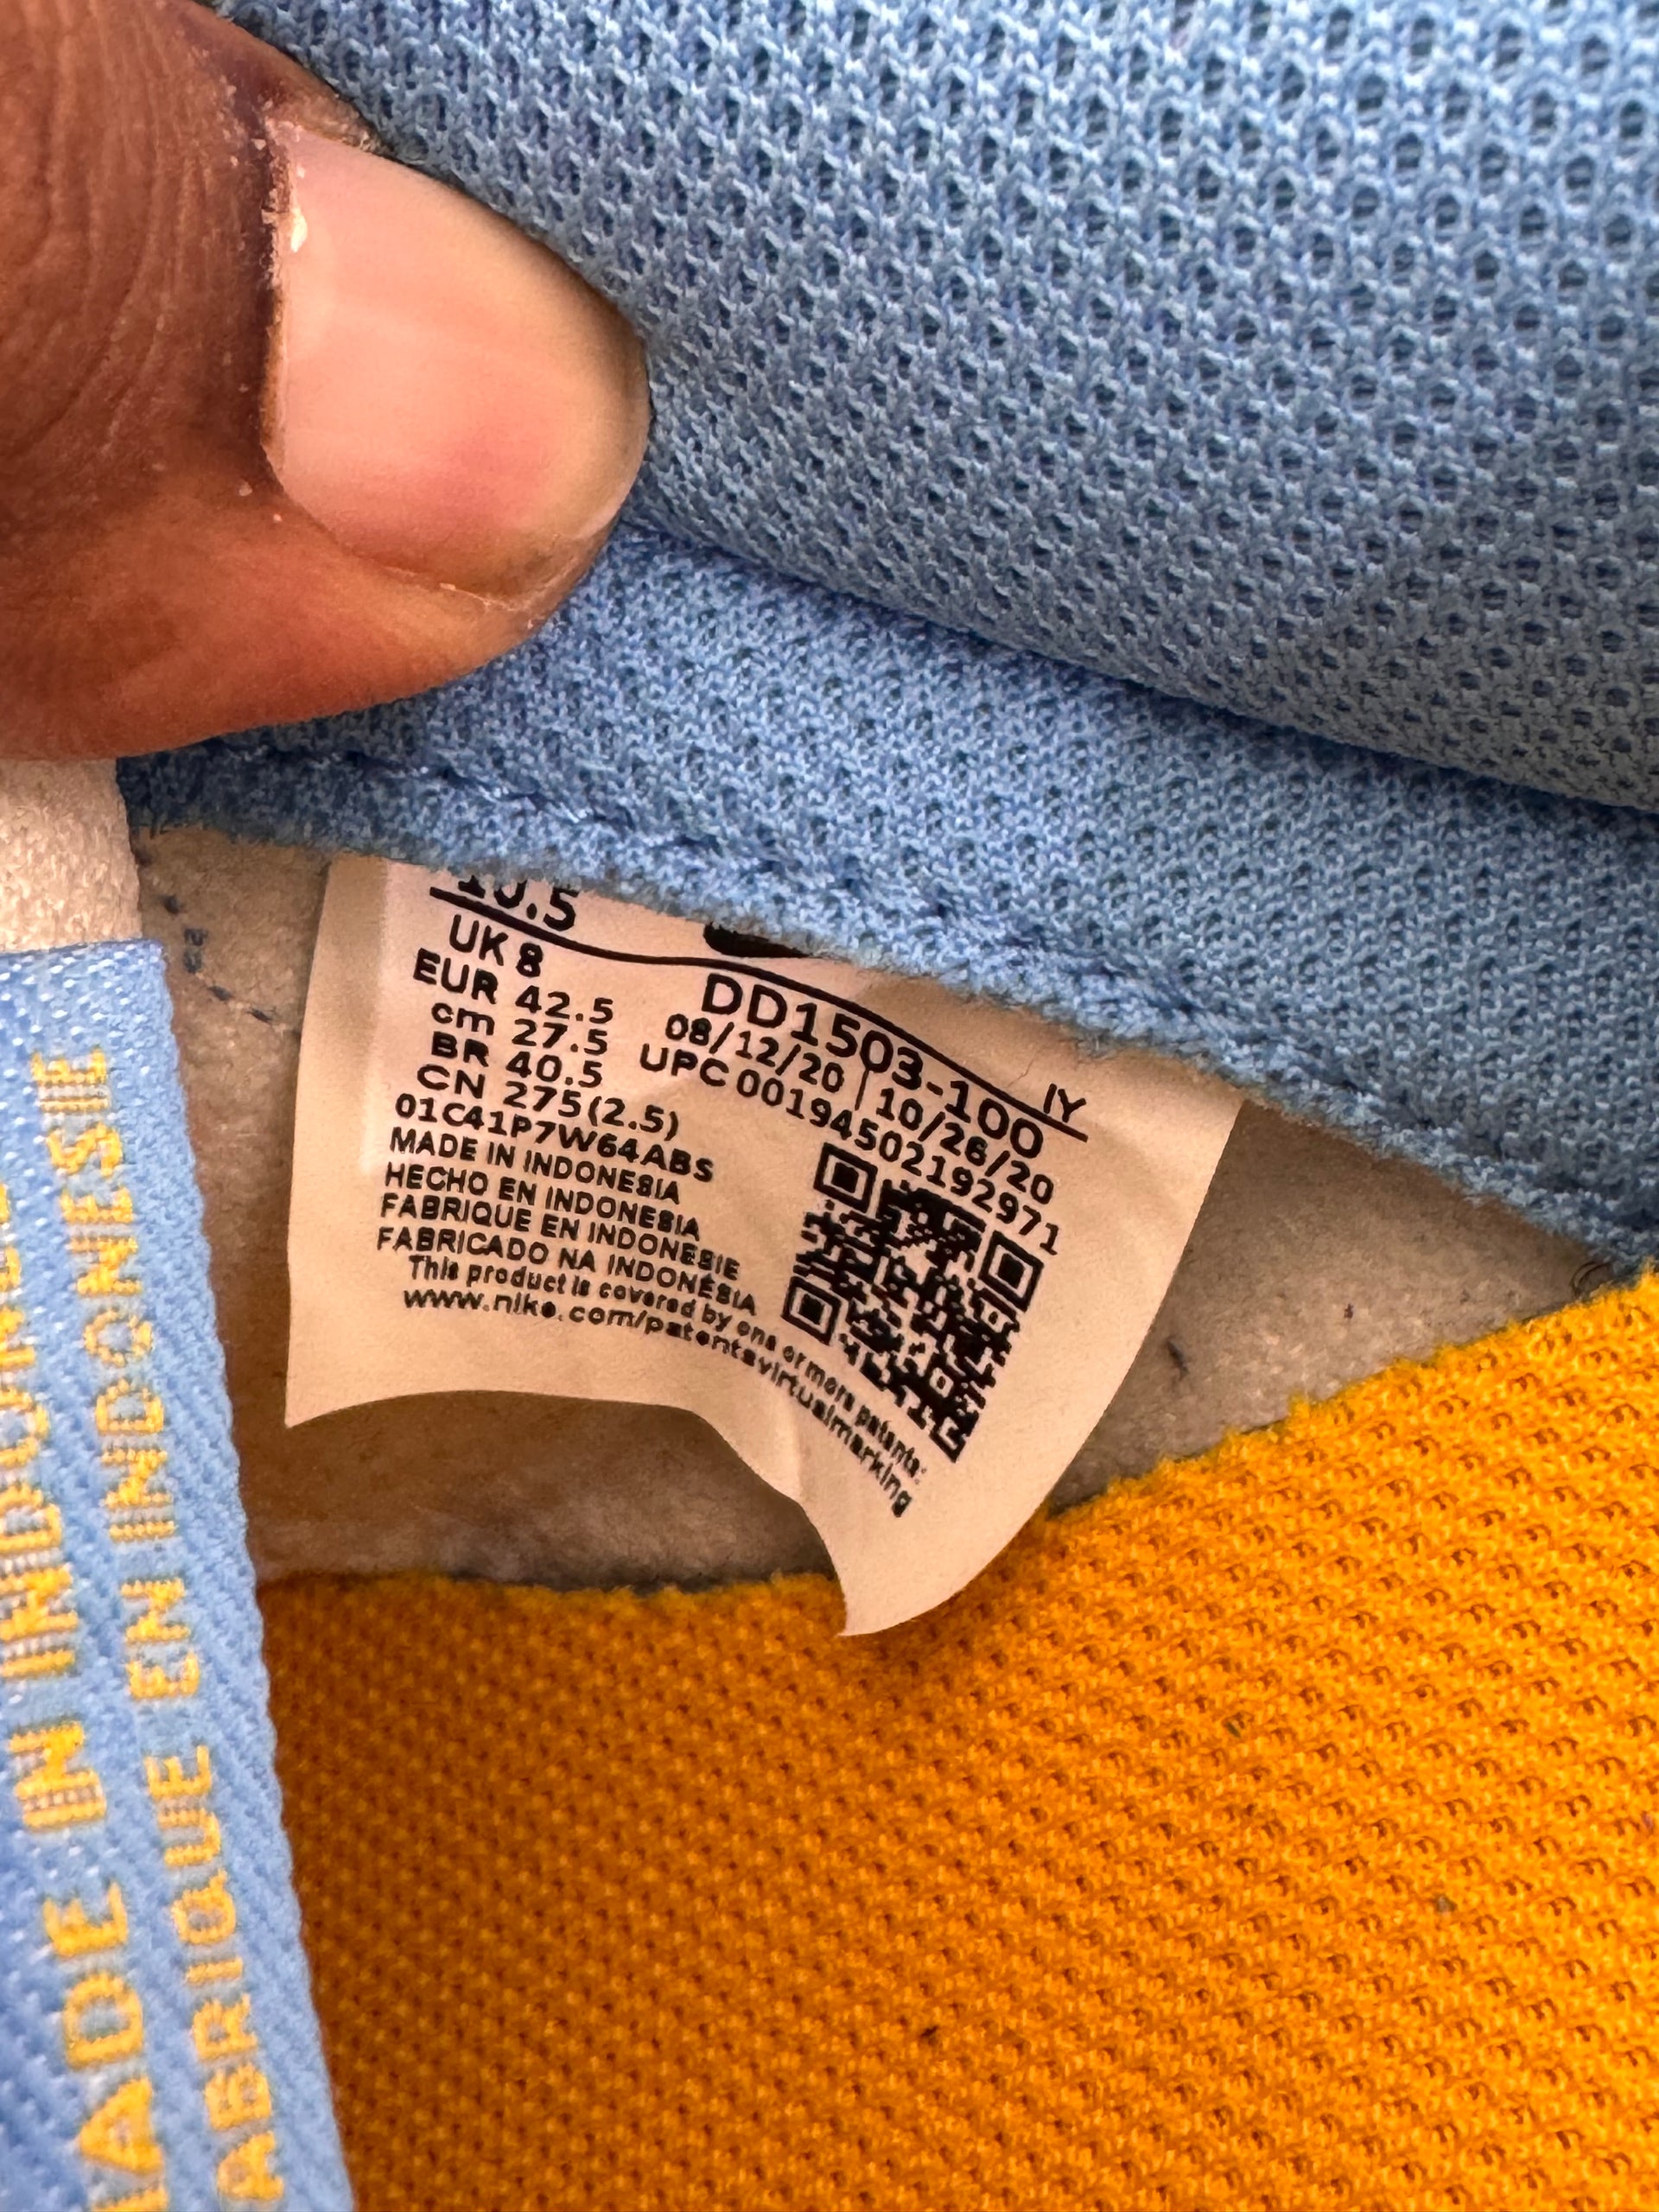 10.5
UK 8
EUR 42.5
cm 27.5
BR 40.5
CN 275(2.5)
01C41P7W64ABS
MADE IN INDONESIA
HECHO EN INDONESIA
FABRIQUE EN INDONESIE
FABRICADO NA INDONÉSIA
This product is covered by one or more patents:
www.nike.com/patentsvirtualmarking
IY
DD1503-100
08/12/20 | 10/26/20
UPC 00194502192971
ADE IN
ABRIQUE EN INDONESIE